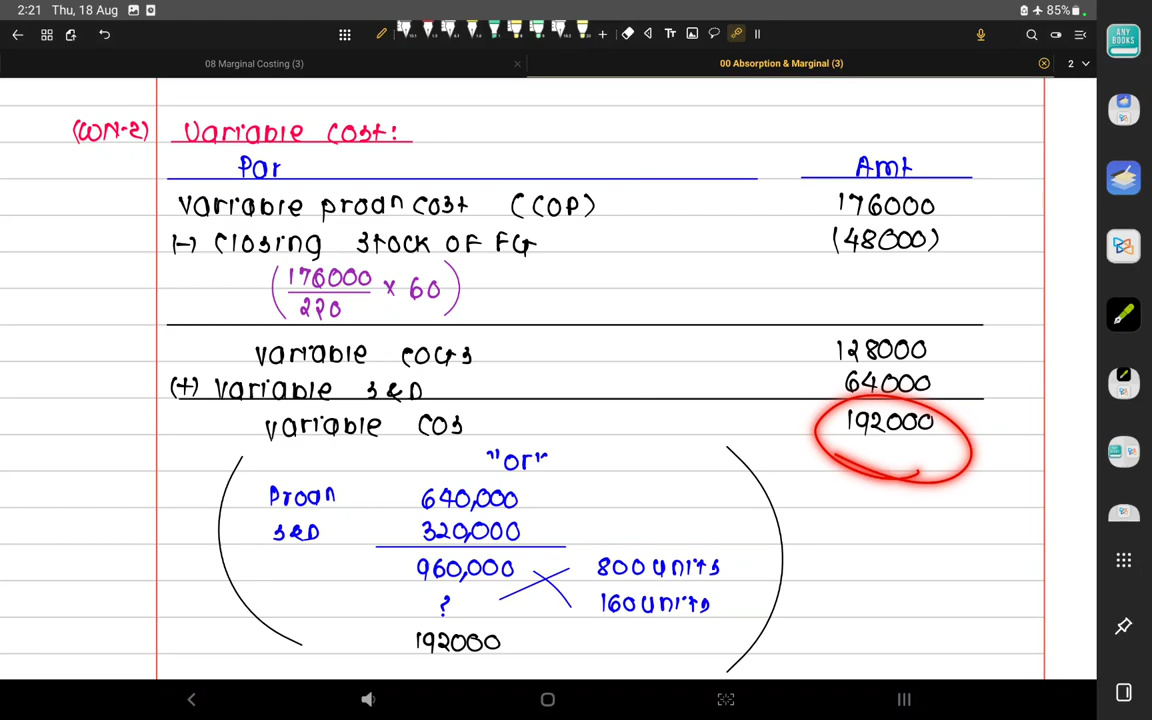 2:21 Thu, 18 Aug 85%
08 Marginal Costing (3) 00 Absorption & Marginal (3) 2
ANY BOOKS
(WN-2) Variable Cost:
Par Amt
Variable prodn cost (COP) 176000
(-) Closing Stock of FG (48000)
(176000/220 × 60)
Variable COGS 128000
(+) Variable S&D 64000
Variable COS 192000
"or"
Prodn 640,000
S&D 320,000
960,000 800 units
? 160 units
192000